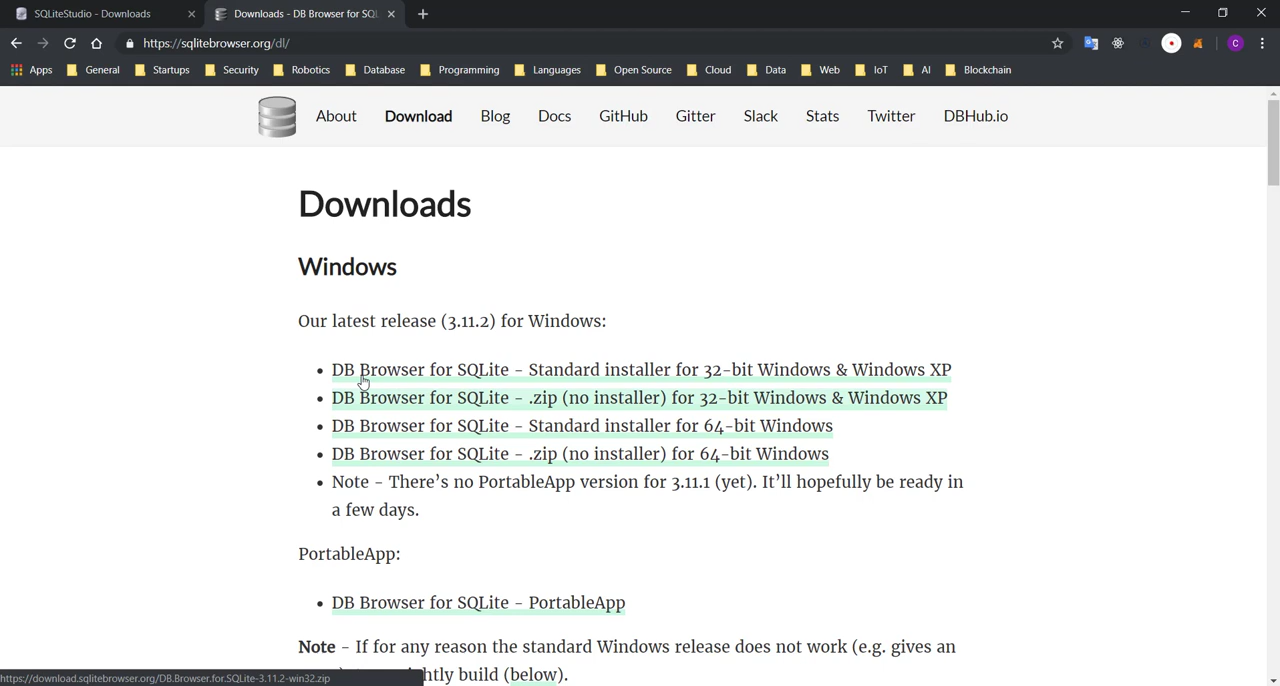 SQLiteStudio - Downloads
Downloads - DB Browser for SQL
https://sqlitebrowser.org/dl/
C
Apps General Startups Security Robotics Database Programming Languages Open Source Cloud Data Web IoT AI Blockchain
About Download Blog Docs GitHub Gitter Slack Stats Twitter DBHub.io
Downloads
Windows
Our latest release (3.11.2) for Windows:
DB Browser for SQLite - Standard installer for 32-bit Windows & Windows XP
DB Browser for SQLite - .zip (no installer) for 32-bit Windows & Windows XP
DB Browser for SQLite - Standard installer for 64-bit Windows
DB Browser for SQLite - .zip (no installer) for 64-bit Windows
Note - There’s no PortableApp version for 3.11.1 (yet). It’ll hopefully be ready in
a few days.
PortableApp:
DB Browser for SQLite - PortableApp
Note - If for any reason the standard Windows release does not work (e.g. gives an
htly build (below).
https://download.sqlitebrowser.org/DB.Browser.for.SQLite-3.11.2-win32.zip